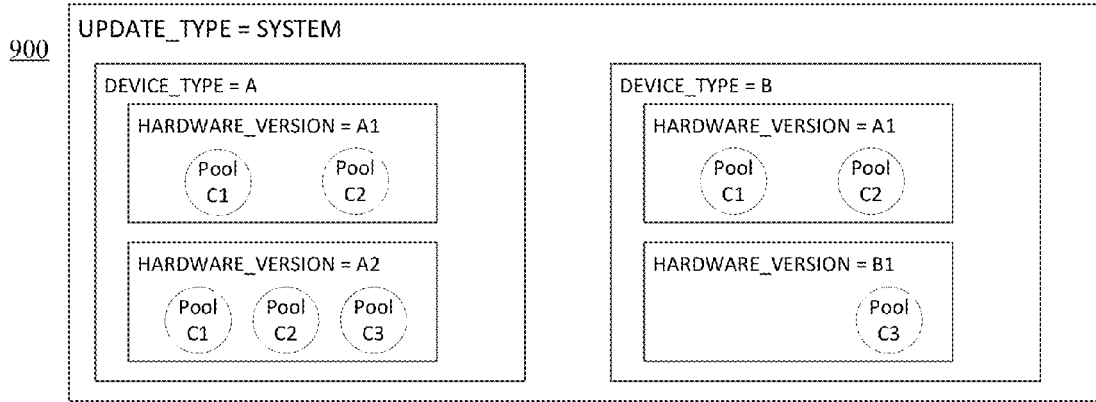 900
UPDATE_TYPE = SYSTEM
DEVICE_TYPE = A
HARDWARE_VERSION = A1
Pool
C1
Pool
C2
HARDWARE_VERSION = A2
Pool
C1
Pool
C2
Pool
C3
DEVICE_TYPE = B
HARDWARE_VERSION = A1
Pool
C1
Pool
C2
HARDWARE_VERSION = B1
Pool
C3